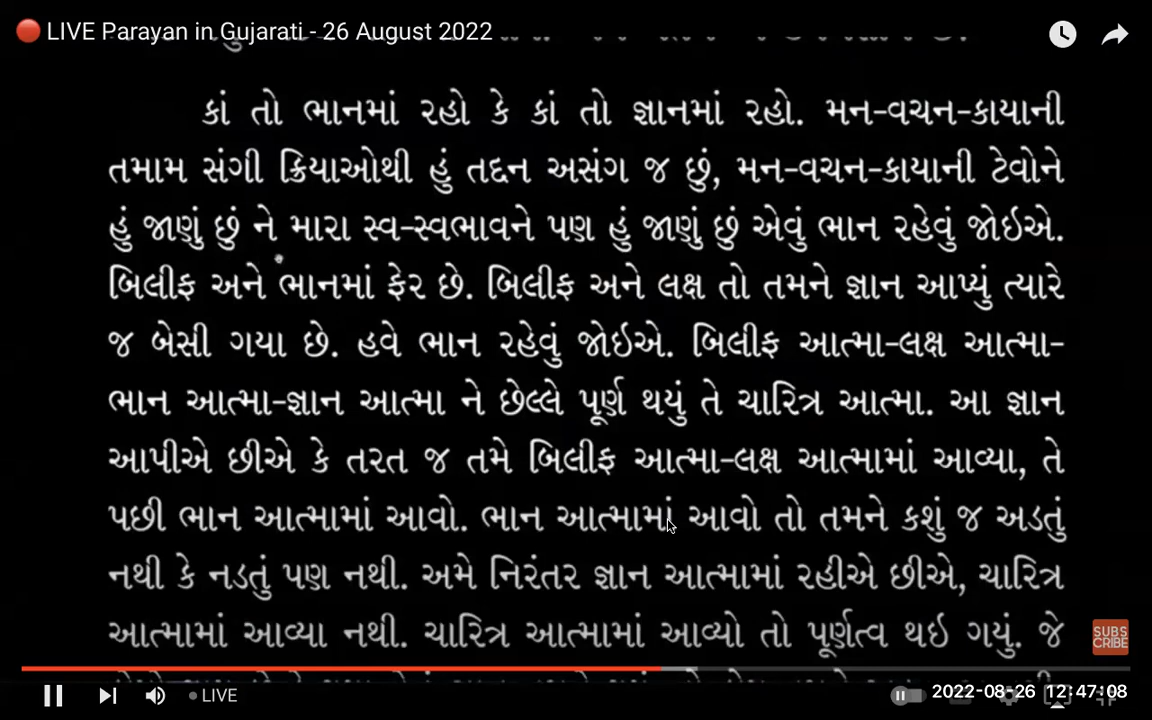 LIVE Parayan in Gujarati - 26 August 2022
કાં તો ભાનમાં રહો કે કાં તો જ્ઞાનમાં રહો. મન-વચન-કાયાની
તમામ સંગી ક્રિયાઓથી હું તદ્દન અસંગ જ છું, મન-વચન-કાયાની ટેવોને
હું જાણું છું ને મારા સ્વ-સ્વભાવને પણ હું જાણું છું એવું ભાન રહેવું જોઇએ.
બિલીફ અને ભાનમાં ફેર છે. બિલીફ અને લક્ષ તો તમને જ્ઞાન આપ્યું ત્યારે
જ બેસી ગયા છે. હવે ભાન રહેવું જોઇએ. બિલીફ આત્મા-લક્ષ આત્મા-
ભાન આત્મા-જ્ઞાન આત્મા ને છેલ્લે પૂર્ણ થયું તે ચારિત્ર આત્મા. આ જ્ઞાન
આપીએ છીએ કે તરત જ તમે બિલીફ આત્મા-લક્ષ આત્મામાં આવ્યા, તે
પછી ભાન આત્મામાં આવો. ભાન આત્મામાં આવો તો તમને કશું જ અડતું
નથી કે નડતું પણ નથી. અમે નિરંતર જ્ઞાન આત્મામાં રહીએ છીએ, ચારિત્ર
આત્મામાં આવ્યા નથી. ચારિત્ર આત્મામાં આવ્યો તો પૂર્ણત્વ થઇ ગયું. જે
SUBSCRIBE
LIVE
2022-08-26 12:47:08